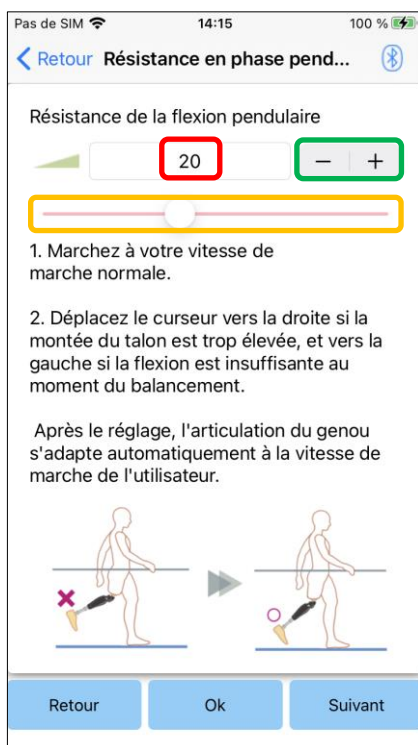 Pas de SIM 14:15 100 %
Retour Résistance en phase pend...
Résistance de la flexion pendulaire
20 − +
1. Marchez à votre vitesse de
marche normale.
2. Déplacez le curseur vers la droite si la
montée du talon est trop élevée, et vers la
gauche si la flexion est insuffisante au
moment du balancement.
Après le réglage, l'articulation du genou
s'adapte automatiquement à la vitesse de
marche de l'utilisateur.
Retour Ok Suivant